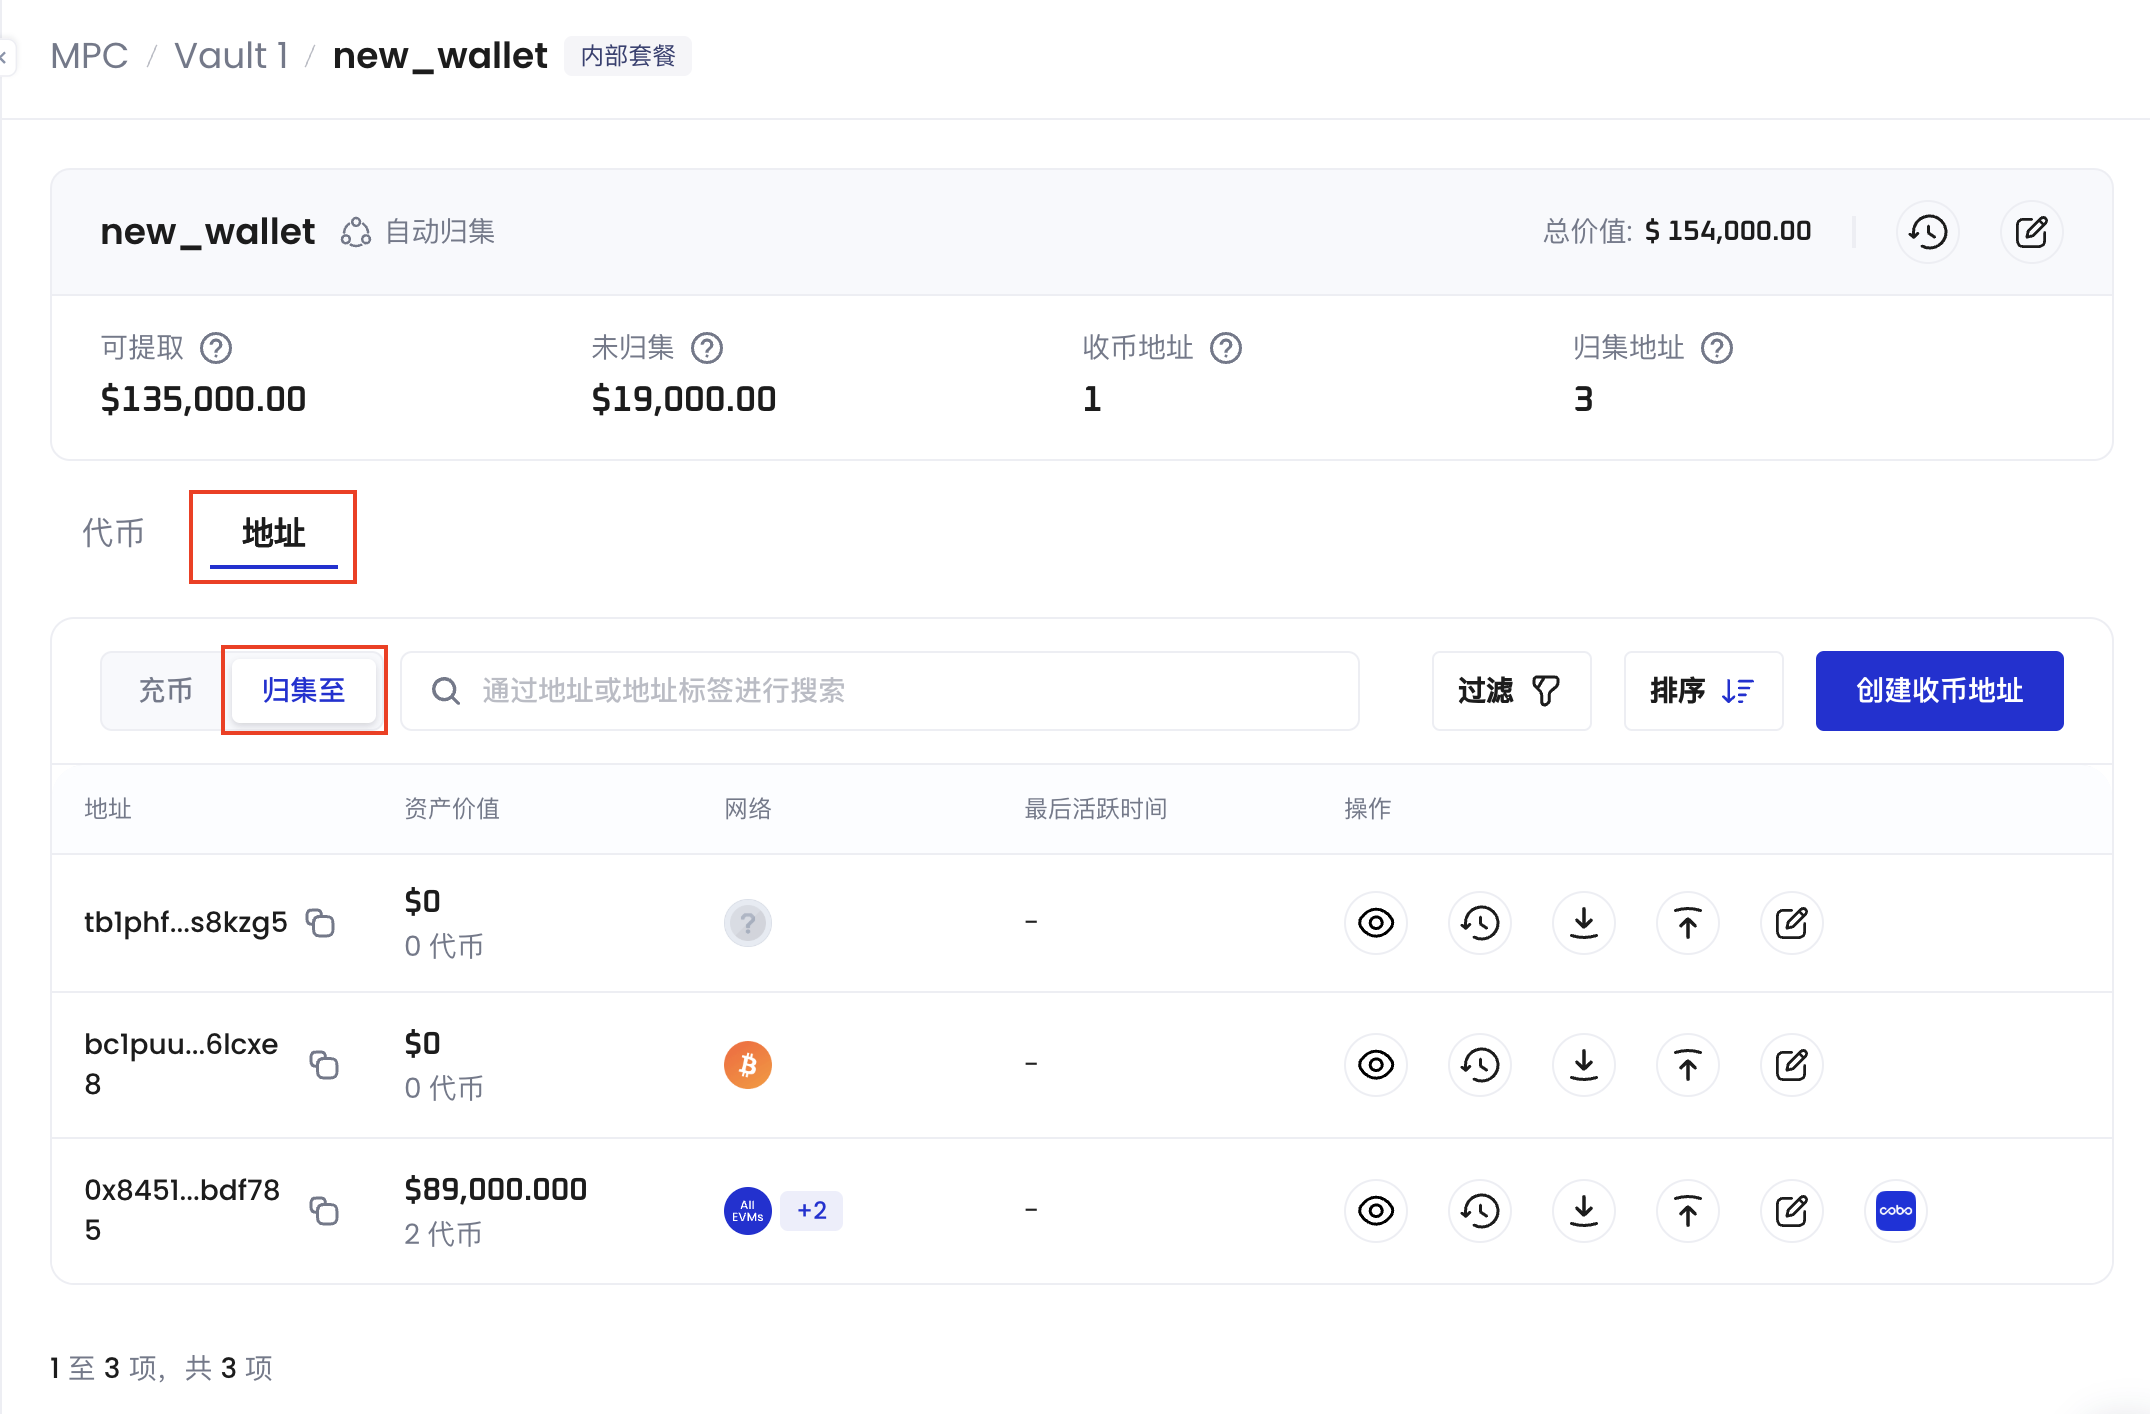 MPC / Vault 1 / new_wallet 内部套餐
new_wallet 自动归集 总价值: $ 154,000.00
可提取 未归集 收币地址 归集地址
$135,000.00 $19,000.00 1 3
代币 地址
充币 归集至 通过地址或地址标签进行搜索 过滤 排序 创建收币地址
地址 资产价值 网络 最后活跃时间 操作
tb1phf...s8kzg5 $0 -
0 代币
bc1puu...6lcxe
8
$0
0 代币
-
0x8451...bdf78
5
$89,000.000
2 代币
All
EVMs
+2
-
cobo
1 至 3 项, 共 3 项